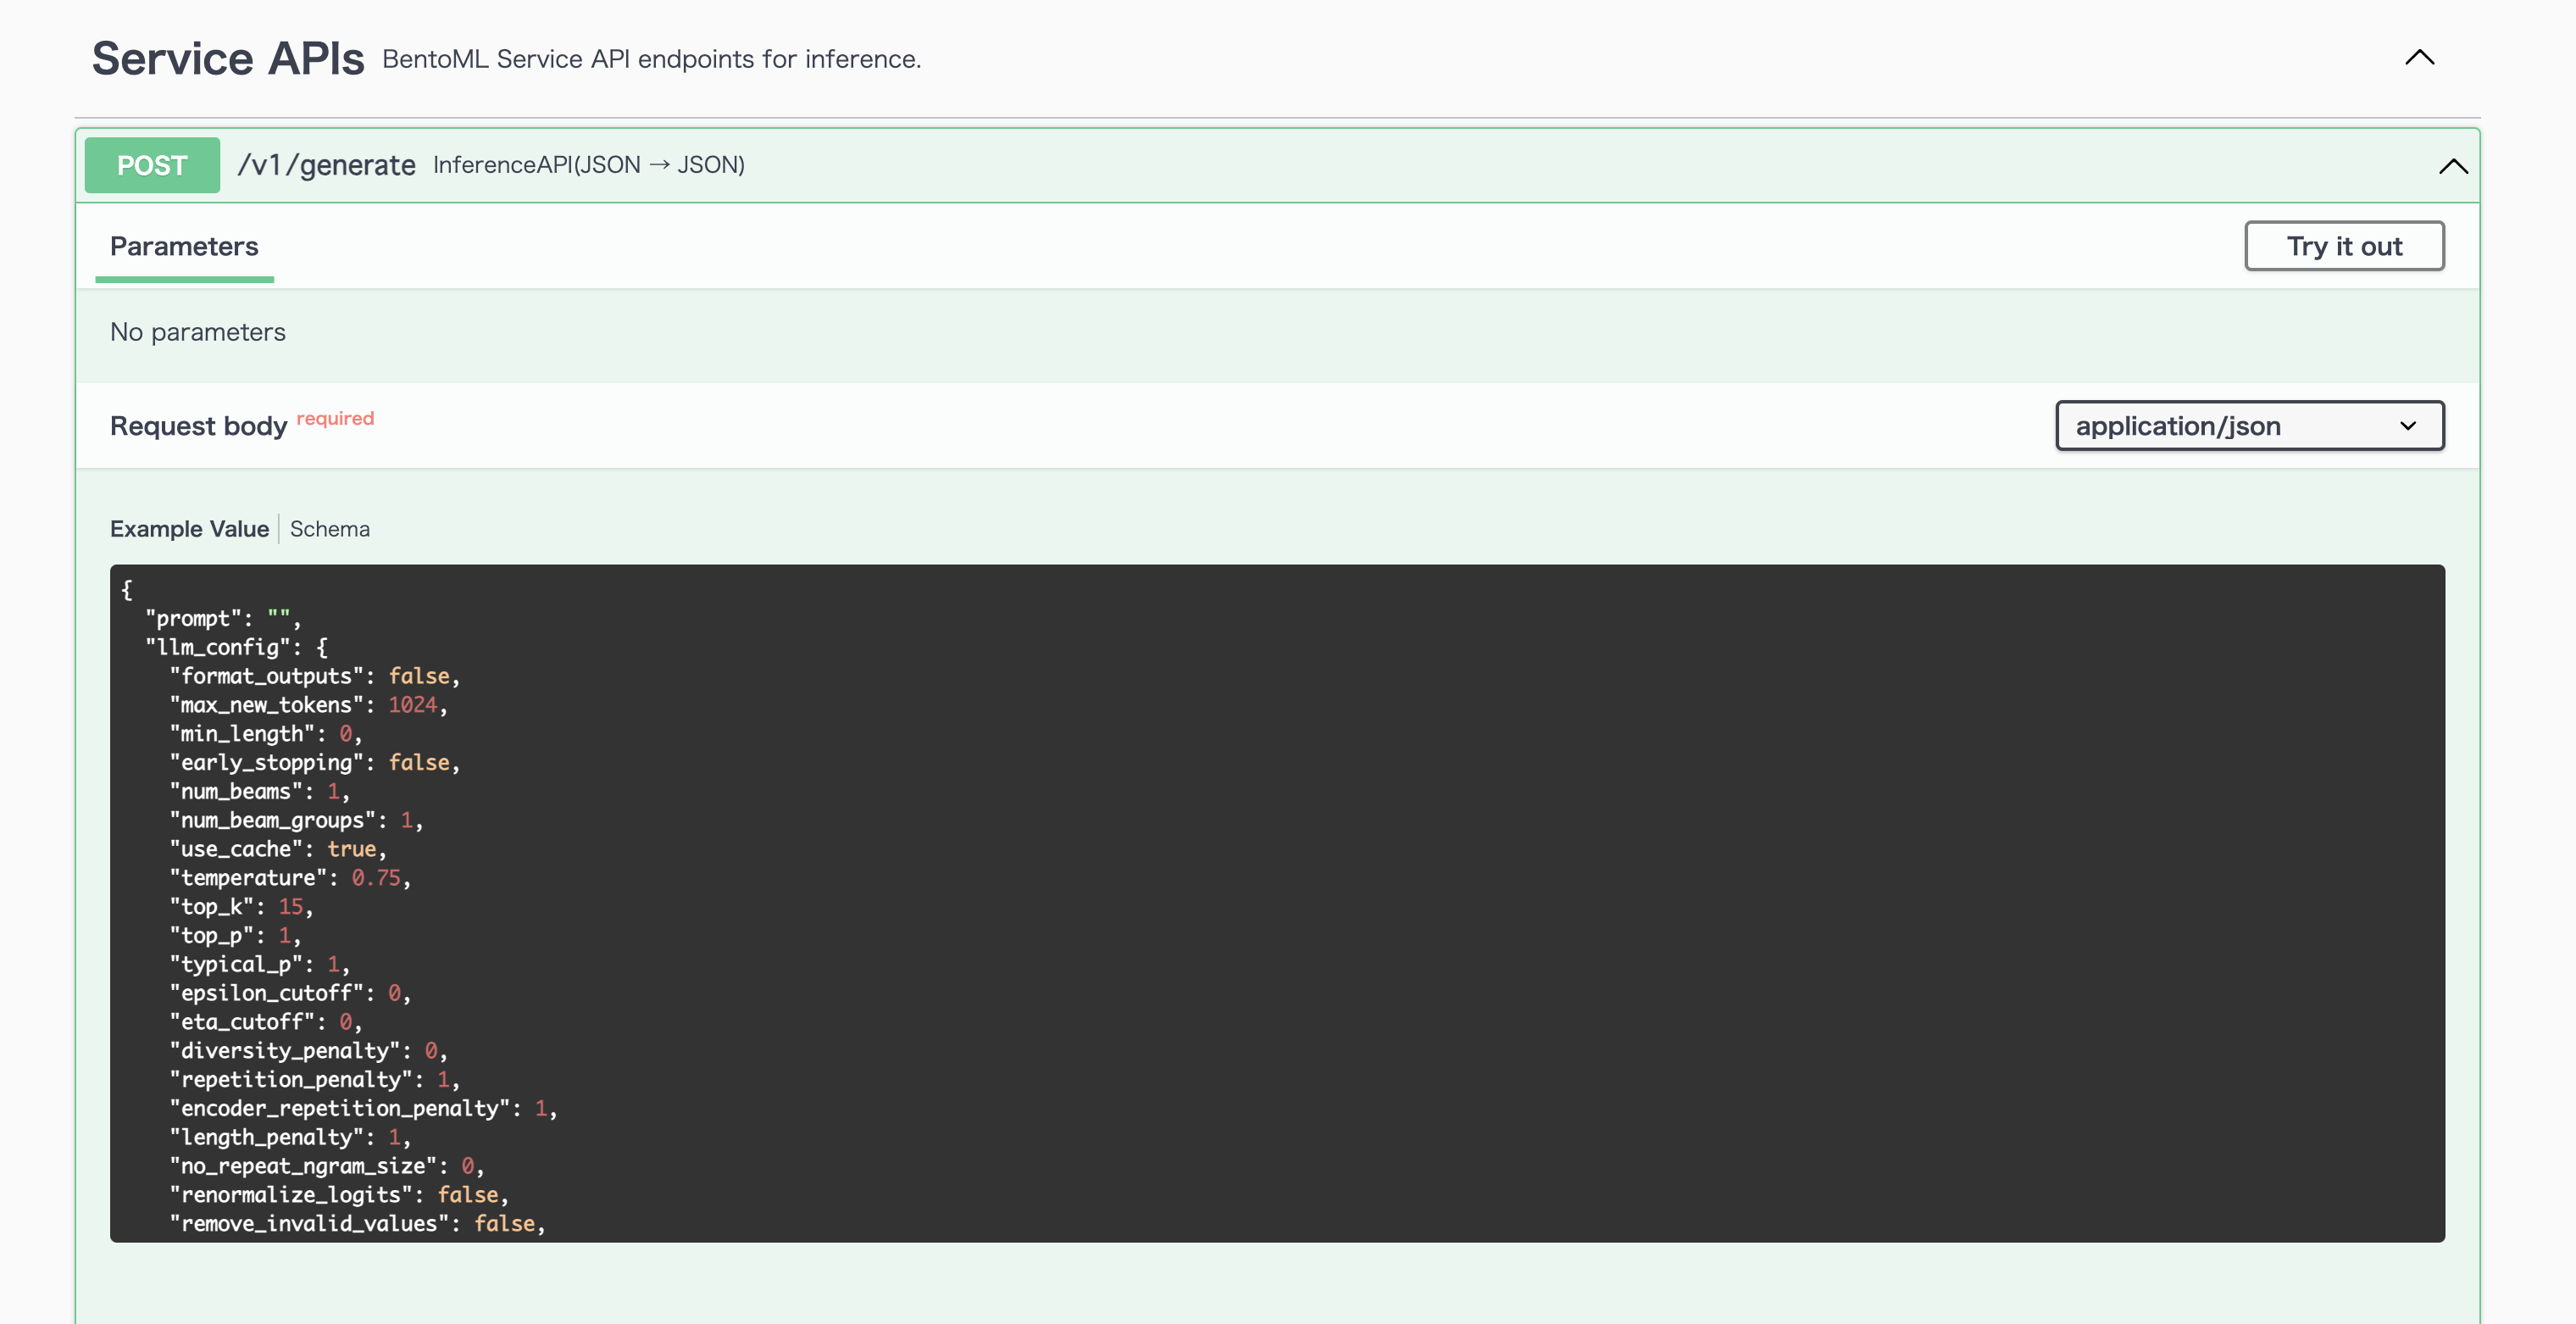 Service APIs BentoML Service API endpoints for inference.
POST /v1/generate InferenceAPI(JSON → JSON)
Parameters
Try it out
No parameters
Request body required
application/json
Example Value Schema
{
  "prompt": "",
  "llm_config": {
    "format_outputs": false,
    "max_new_tokens": 1024,
    "min_length": 0,
    "early_stopping": false,
    "num_beams": 1,
    "num_beam_groups": 1,
    "use_cache": true,
    "temperature": 0.75,
    "top_k": 15,
    "top_p": 1,
    "typical_p": 1,
    "epsilon_cutoff": 0,
    "eta_cutoff": 0,
    "diversity_penalty": 0,
    "repetition_penalty": 1,
    "encoder_repetition_penalty": 1,
    "length_penalty": 1,
    "no_repeat_ngram_size": 0,
    "renormalize_logits": false,
    "remove_invalid_values": false,